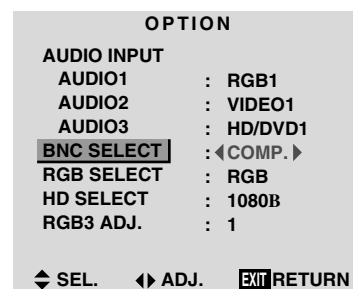 OPTION
AUDIO INPUT
AUDIO1 : RGB1
AUDIO2 : VIDEO1
AUDIO3 : HD/DVD1
BNC SELECT : ◀COMP.▶
RGB SELECT : RGB
HD SELECT : 1080B
RGB3 ADJ. : 1
SEL. ADJ. EXIT RETURN